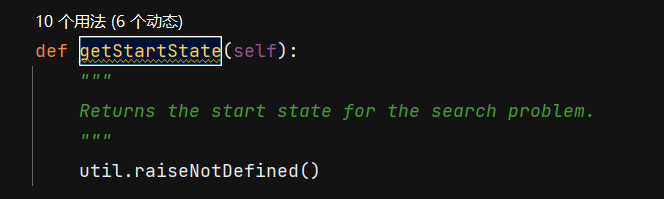 10 个用法 (6 个动态)
def getStartState(self):
"""
Returns the start state for the search problem.
"""
util.raiseNotDefined()